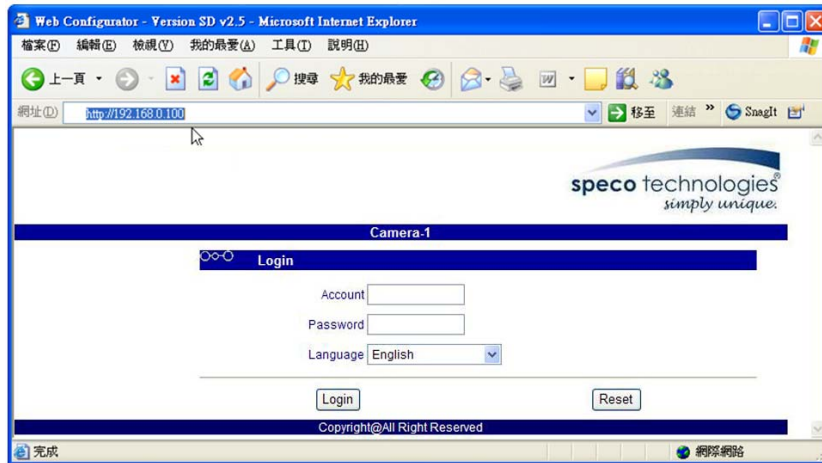 Web Configurator - Version SD v2.5 - Microsoft Internet Explorer
檔案(F) 編輯(E) 檢視(V) 我的最愛(A) 工具(T) 說明(H)
上一頁 搜尋 我的最愛
網址(D) http://192.168.0.100 移至 連結 » SnagIt
speco technologies®
simply unique.
Camera-1
Login
Account
Password
Language English
Login Reset
Copyright@All Right Reserved
完成 網際網路